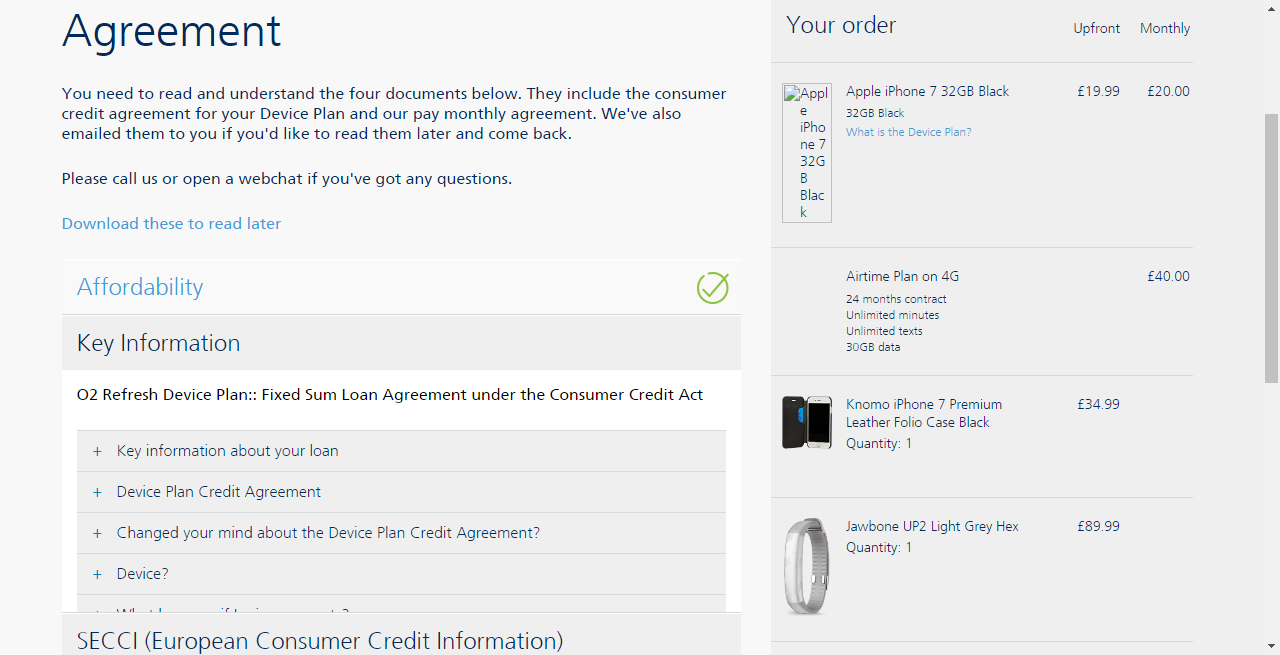 Agreement
You need to read and understand the four documents below. They include the consumer
credit agreement for your Device Plan and our pay monthly agreement. We've also
emailed them to you if you'd like to read them later and come back.
Please call us or open a webchat if you've got any questions.
Download these to read later
Affordability
Key Information
O2 Refresh Device Plan:: Fixed Sum Loan Agreement under the Consumer Credit Act
+ Key information about your loan
+ Device Plan Credit Agreement
+ Changed your mind about the Device Plan Credit Agreement?
+ Device?
SECCI (European Consumer Credit Information)
Your order Upfront Monthly
Apple
iPhone
7
32GB
Black
Apple iPhone 7 32GB Black £19.99 £20.00
32GB Black
What is the Device Plan?
Airtime Plan on 4G £40.00
24 months contract
Unlimited minutes
Unlimited texts
30GB data
Knomo iPhone 7 Premium £34.99
Leather Folio Case Black
Quantity: 1
Jawbone UP2 Light Grey Hex £89.99
Quantity: 1